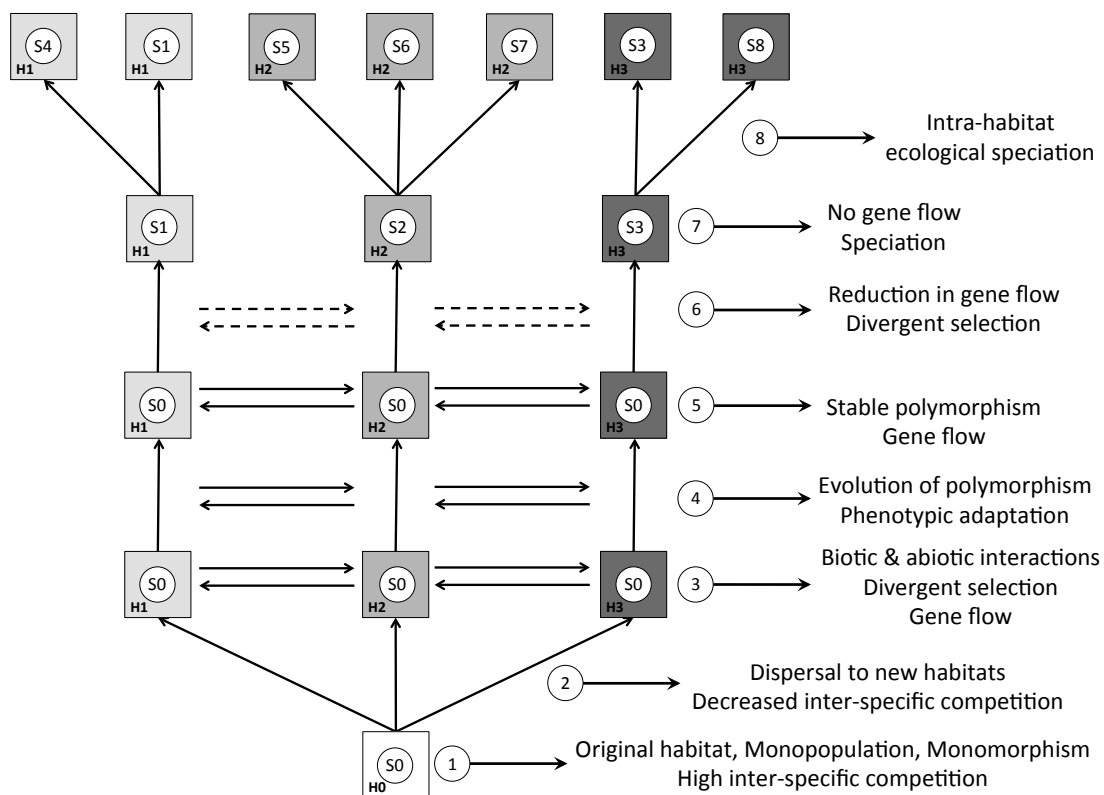 S4
H1
S1
H1
S5
H2
S6
H2
S7
H2
S3
H3
S8
H3
8
Intra-habitat
ecological speciation
S1
H1
S2
H2
S3
H3
7
No gene flow
Speciation
6
Reduction in gene flow
Divergent selection
S0
H1
S0
H2
S0
H3
5
Stable polymorphism
Gene flow
4
Evolution of polymorphism
Phenotypic adaptation
S0
H1
S0
H2
S0
H3
3
Biotic & abiotic interactions
Divergent selection
Gene flow
2
Dispersal to new habitats
Decreased inter-specific competition
S0
H0
1
Original habitat, Monopopulation, Monomorphism
High inter-specific competition